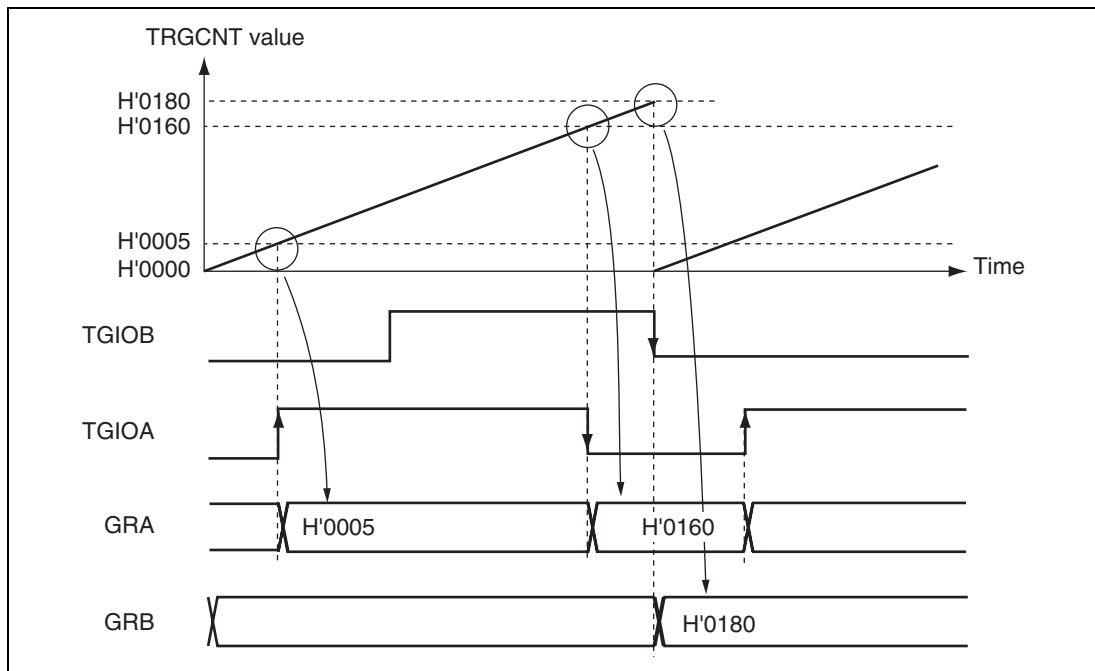 TRGCNT value
H'0180
H'0160
H'0005
H'0000
Time
TGIOB
TGIOA
GRA
H'0005
H'0160
GRB
H'0180